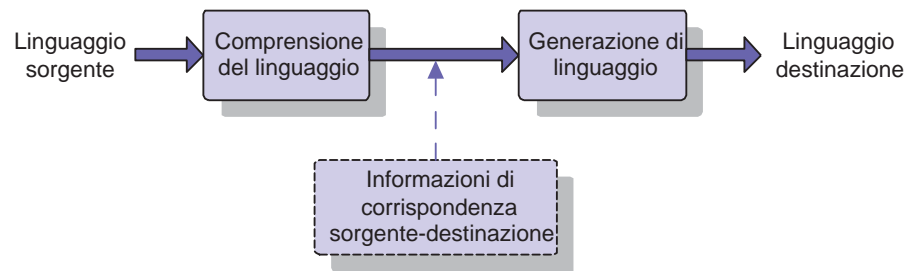 Linguaggio
sorgente
Comprensione
del linguaggio
Generazione di
linguaggio
Linguaggio
destinazione
Informazioni di
corrispondenza
sorgente-destinazione